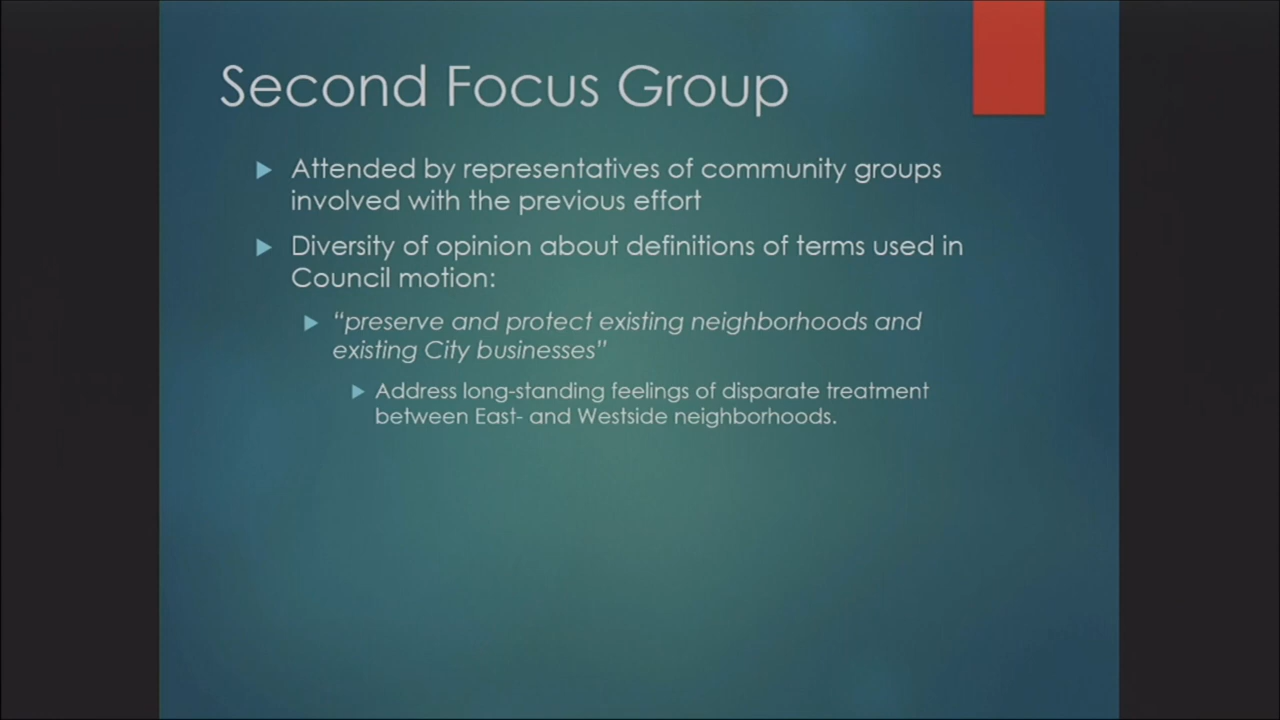 Second Focus Group
Attended by representatives of community groups
involved with the previous effort
Diversity of opinion about definitions of terms used in
Council motion:
“preserve and protect existing neighborhoods and
existing City businesses”
Address long-standing feelings of disparate treatment
between East- and Westside neighborhoods.